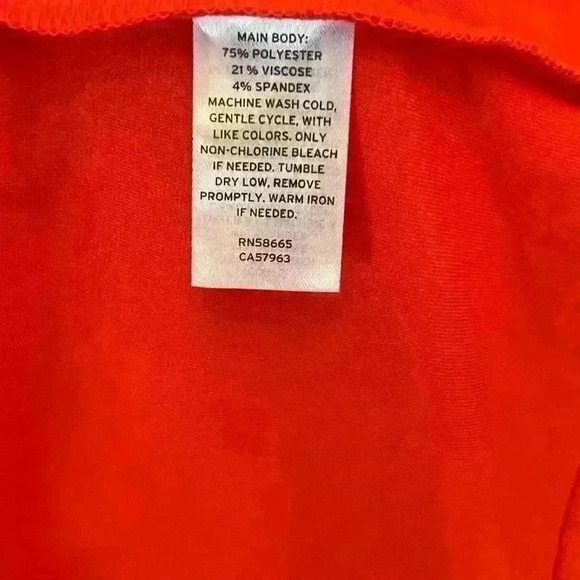 MAIN BODY:
75% POLYESTER
21% VISCOSE
4% SPANDEX
MACHINE WASH COLD,
GENTLE CYCLE, WITH
LIKE COLORS. ONLY
NON-CHLORINE BLEACH
IF NEEDED. TUMBLE
DRY LOW, REMOVE
PROMPTLY. WARM IRON
IF NEEDED.
RN58665
CA57963